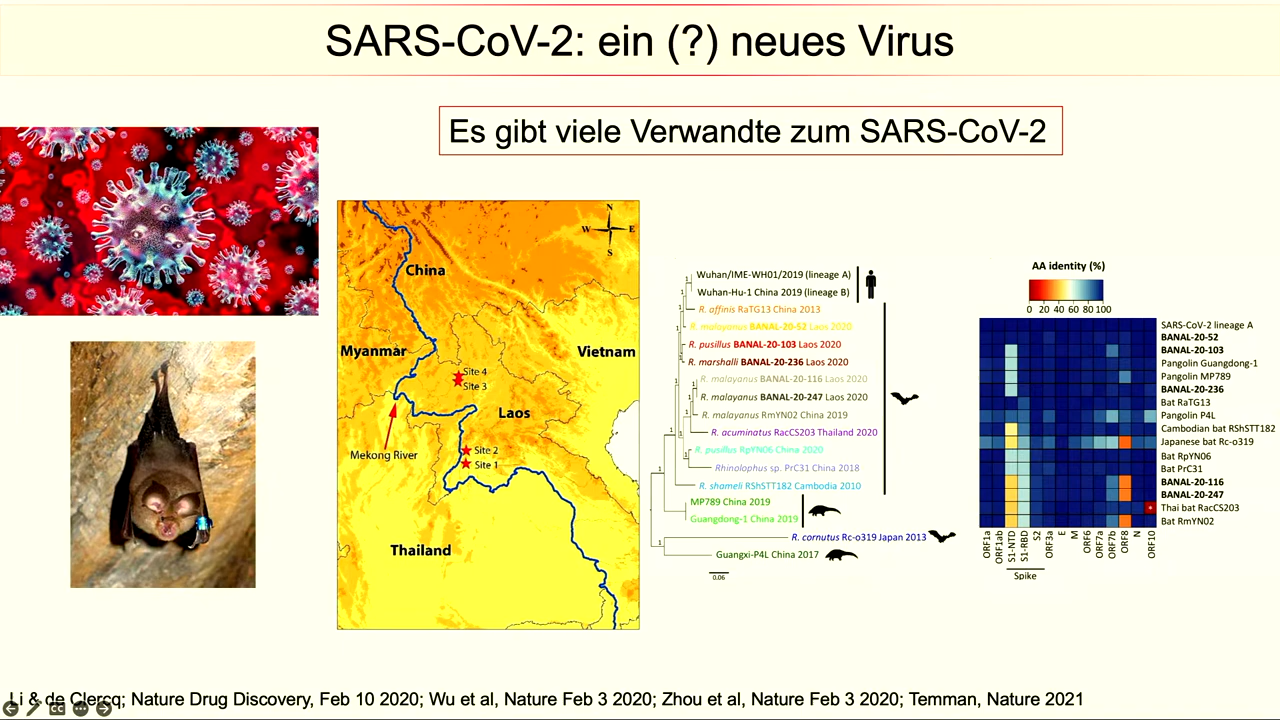 SARS-CoV-2: ein (?) neues Virus
Es gibt viele Verwandte zum SARS-CoV-2
N
W E
S
China
Myanmar
Vietnam
Site 4
Site 3
Laos
Mekong River
Site 2
Site 1
Thailand
Wuhan/IME-WH01/2019 (lineage A)
Wuhan-Hu-1 China 2019 (lineage B)
R. affinis RaTG13 China 2013
R. malayanus BANAL-20-52 Laos 2020
R. pusillus BANAL-20-103 Laos 2020
R. marshalli BANAL-20-236 Laos 2020
R. malayanus BANAL-20-116 Laos 2020
R. malayanus BANAL-20-247 Laos 2020
R. malayanus RmYN02 China 2019
R. acuminatus RacCS203 Thailand 2020
R. pusillus RpYN06 China 2020
Rhinolophus sp. PrC31 China 2018
R. shameli RShSTT182 Cambodia 2010
MP789 China 2019
Guangdong-1 China 2019
R. cornutus Rc-o319 Japan 2013
Guangxi-P4L China 2017
0.06
AA identity (%)
0 20 40 60 80 100
SARS-CoV-2 lineage A
BANAL-20-52
BANAL-20-103
Pangolin Guangdong-1
Pangolin MP789
BANAL-20-236
Bat RaTG13
Pangolin P4L
Cambodian bat RShSTT182
Japanese bat Rc-o319
Bat RpYN06
Bat PrC31
BANAL-20-116
BANAL-20-247
Thai bat RacCS203
Bat RmYN02
ORF1a
ORF1ab
S1-NTD
S1-RBD
S2
ORF3a
E
M
ORF6
ORF7a
ORF7b
ORF8
N
ORF10
Spike
Li & de Clercq; Nature Drug Discovery, Feb 10 2020; Wu et al, Nature Feb 3 2020; Zhou et al, Nature Feb 3 2020; Temman, Nature 2021